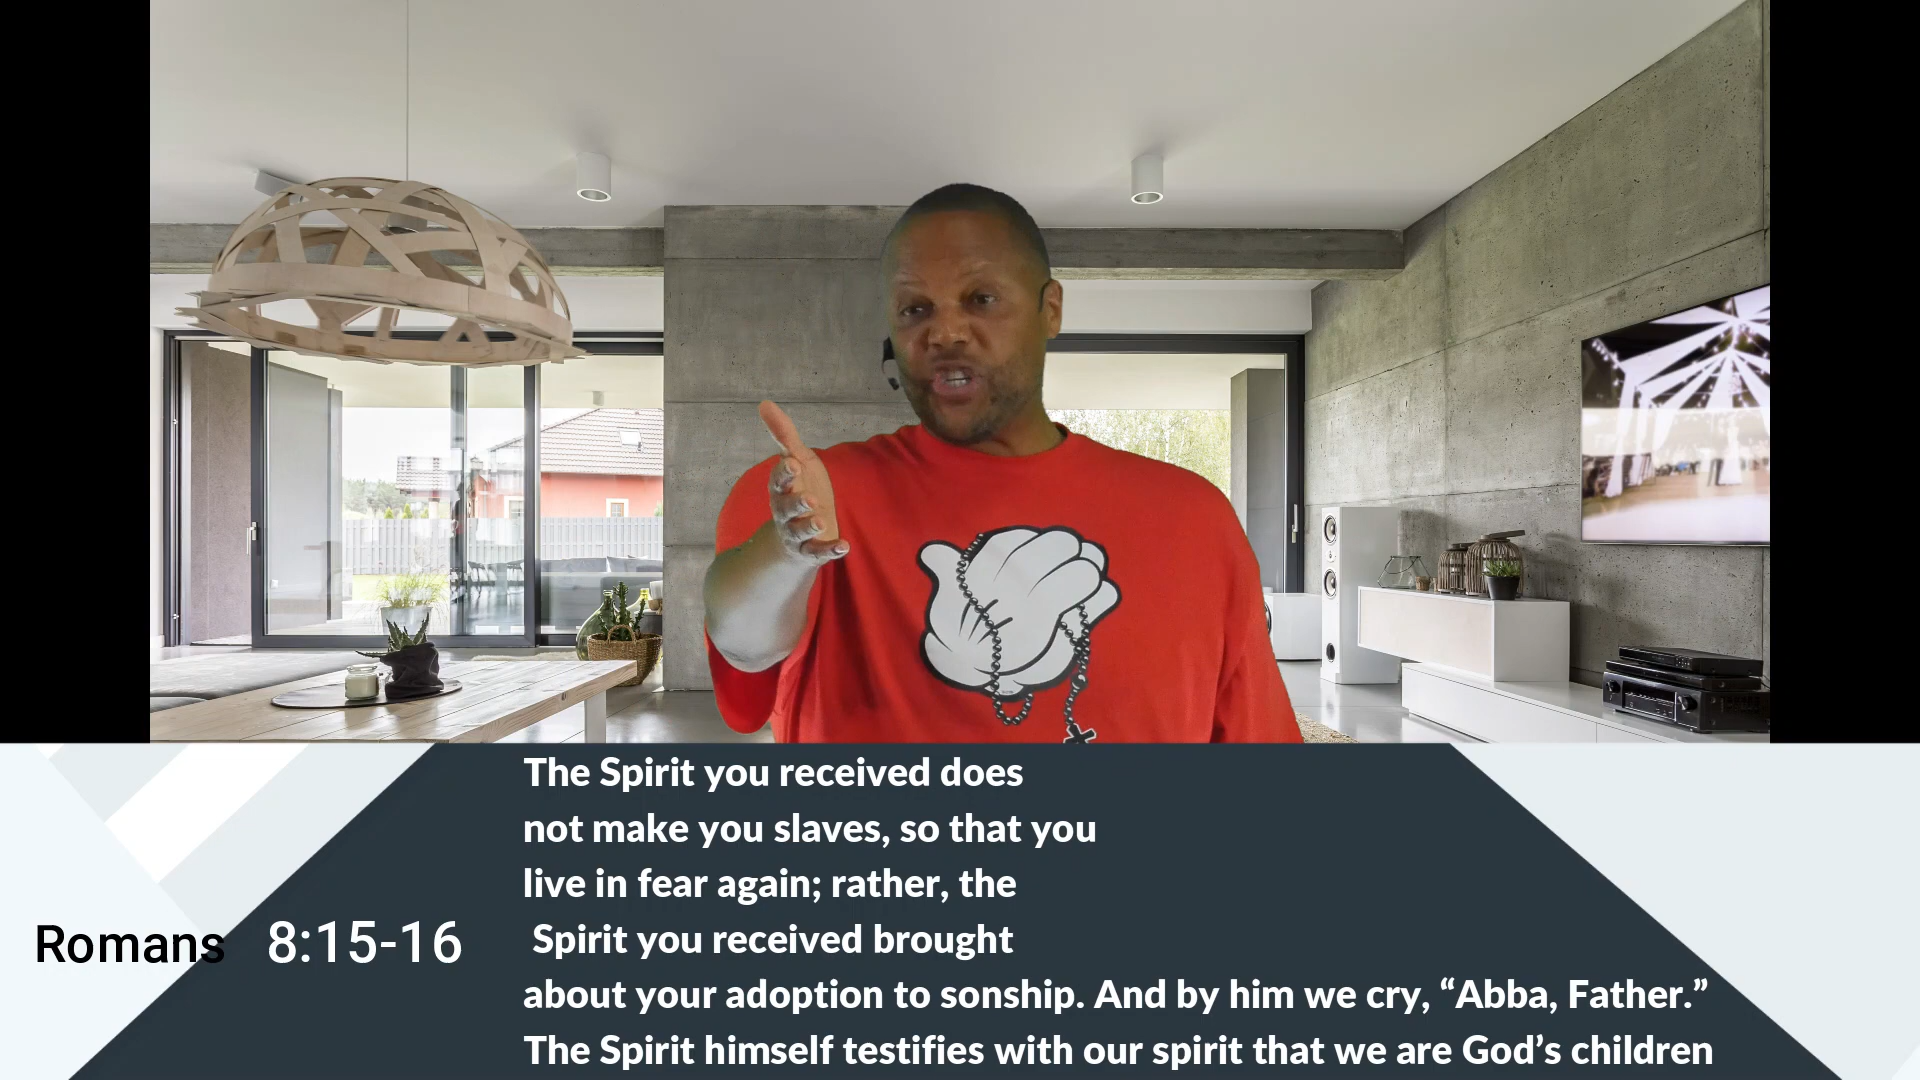 The Spirit you received does
not make you slaves, so that you
live in fear again; rather, the
Romans 8:15-16
Spirit you received brought
about your adoption to sonship. And by him we cry, “Abba, Father.”
The Spirit himself testifies with our spirit that we are God’s children